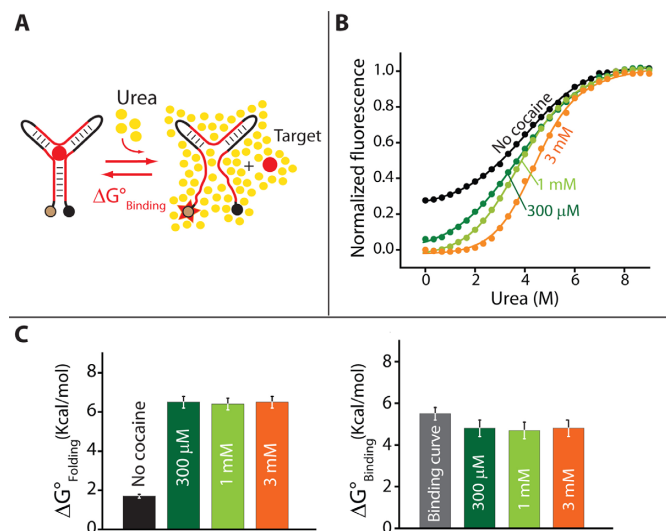 A
Urea
Target
+
ΔG°Binding
B
Normalized fluorescence
1.0
0.8
0.6
0.4
0.2
0.0
No cocaine
3 mM
1 mM
300 μM
0 2 4 6 8
Urea (M)
C
ΔG°Folding (Kcal/mol)
6
4
2
0
No cocaine
300 μM
1 mM
3 mM
ΔG°Binding (Kcal/mol)
8
6
4
2
0
Binding curve
300 μM
1 mM
3 mM